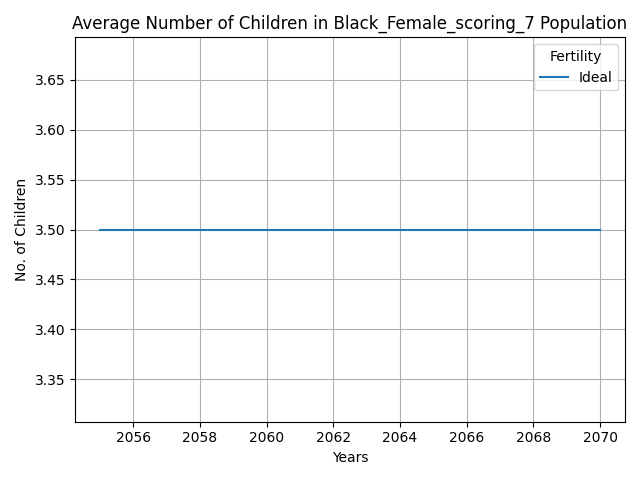 Average Number of Children in Black_Female_scoring_7 Population
Fertility
Ideal
3.65
3.60
3.55
3.50
3.45
3.40
3.35
No. of Children
2056 2058 2060 2062 2064 2066 2068 2070
Years